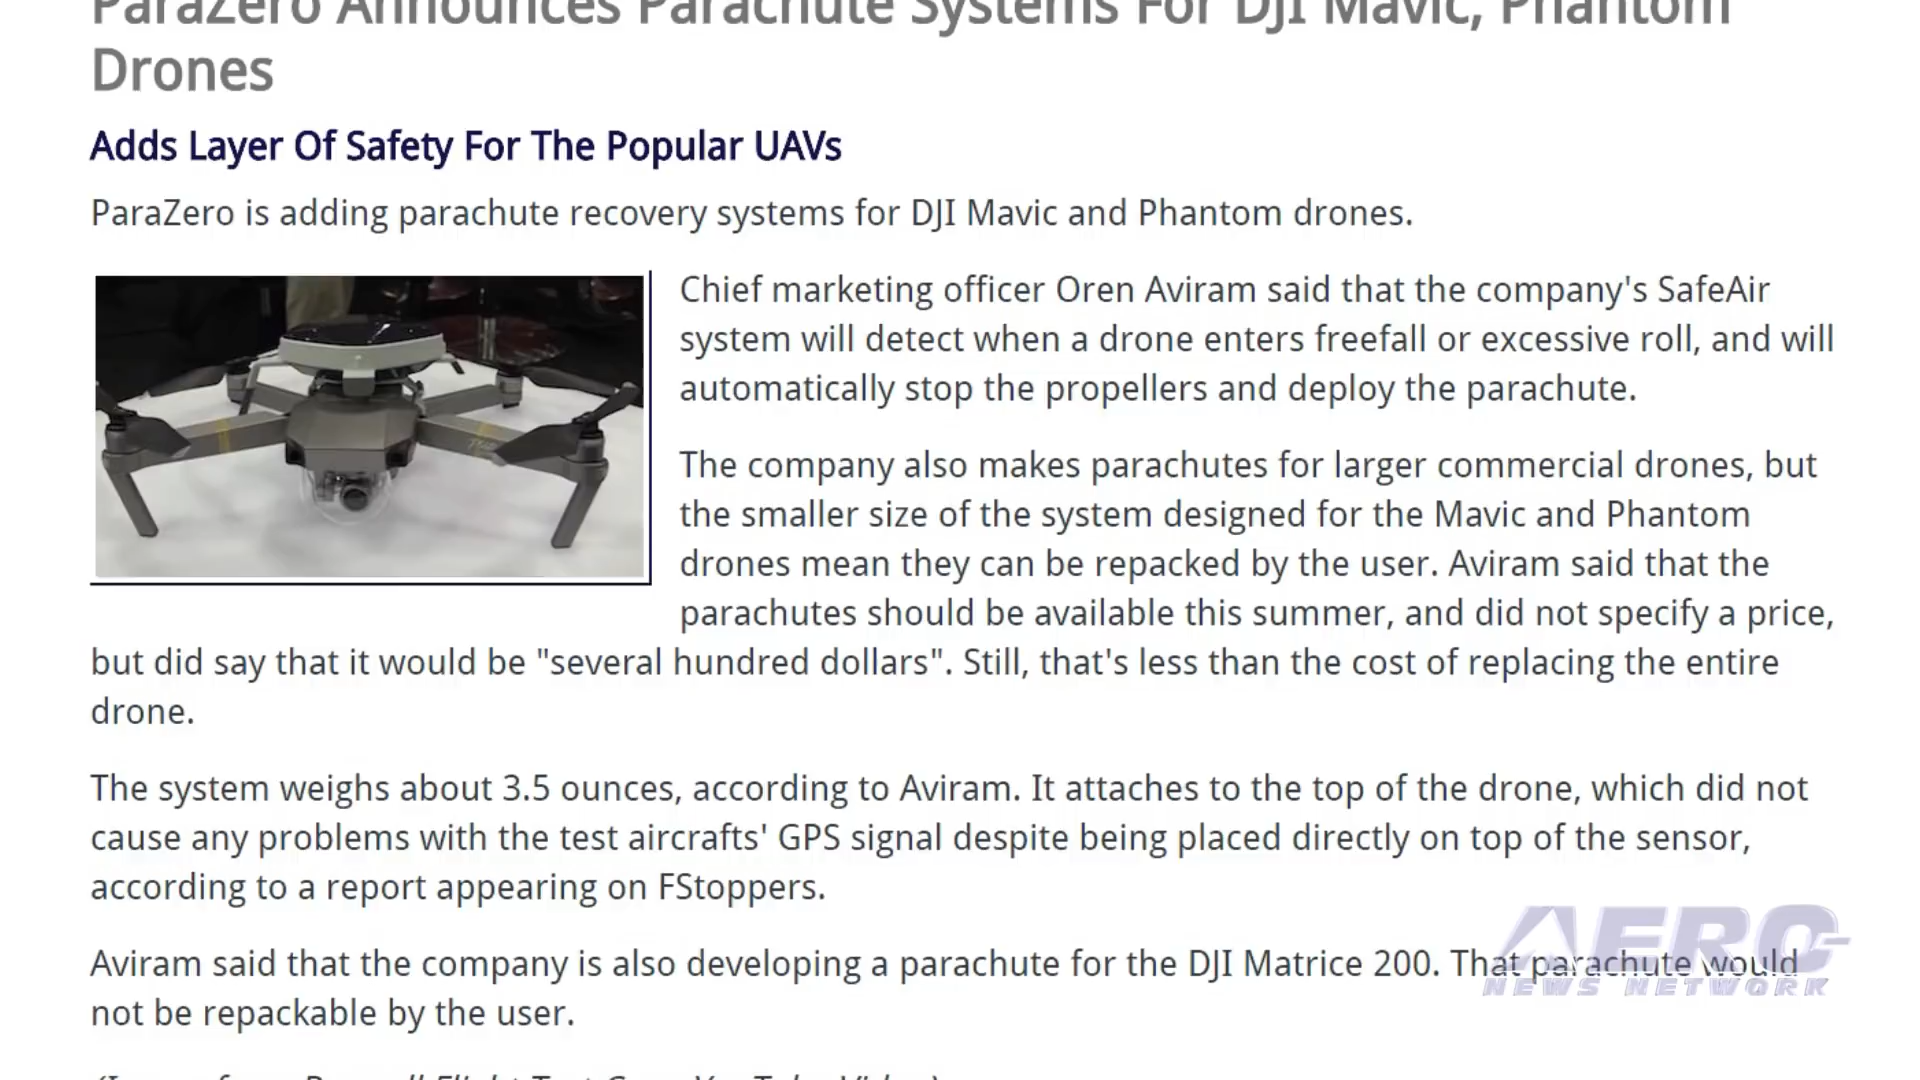 ParaZero Announces Parachute Systems For DJI Mavic, Phantom
Drones
Adds Layer Of Safety For The Popular UAVs
ParaZero is adding parachute recovery systems for DJI Mavic and Phantom drones.
Chief marketing officer Oren Aviram said that the company's SafeAir
system will detect when a drone enters freefall or excessive roll, and will
automatically stop the propellers and deploy the parachute.
The company also makes parachutes for larger commercial drones, but
the smaller size of the system designed for the Mavic and Phantom
drones mean they can be repacked by the user. Aviram said that the
parachutes should be available this summer, and did not specify a price,
but did say that it would be "several hundred dollars". Still, that's less than the cost of replacing the entire
drone.
The system weighs about 3.5 ounces, according to Aviram. It attaches to the top of the drone, which did not
cause any problems with the test aircrafts' GPS signal despite being placed directly on top of the sensor,
according to a report appearing on FStoppers.
Aviram said that the company is also developing a parachute for the DJI Matrice 200. That parachute would
not be repackable by the user.
AERO
NEWS NETWORK